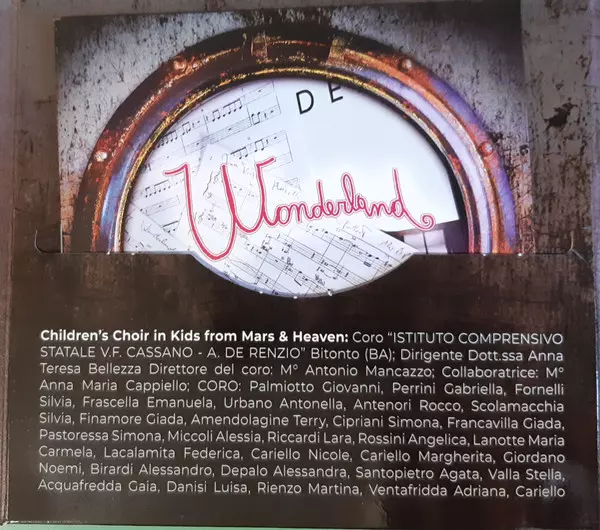 DE
Wonderland
Children's Choir in Kids from Mars & Heaven: Coro "ISTITUTO COMPRENSIVO
STATALE V.F. CASSANO - A. DE RENZIO" Bitonto (BA); Dirigente Dott.ssa Anna
Teresa Bellezza Direttore del coro: M° Antonio Mancazzo; Collaboratrice: M°
Anna Maria Cappiello; CORO: Palmiotto Giovanni, Perrini Gabriella, Fornelli
Silvia, Frascella Emanuela, Urbano Antonella, Antenori Rocco, Scolamacchia
Silvia, Finamore Giada, Amendolagine Terry, Cipriani Simona, Francavilla Giada,
Pastoressa Simona, Miccoli Alessia, Riccardi Lara, Rossini Angelica, Lanotte Maria
Carmela, Lacalamita Federica, Cariello Nicole, Cariello Margherita, Giordano
Noemi, Birardi Alessandro, Depalo Alessandra, Santopietro Agata, Valla Stella,
Acquafredda Gaia, Danisi Luisa, Rienzo Martina, Ventafridda Adriana, Cariello